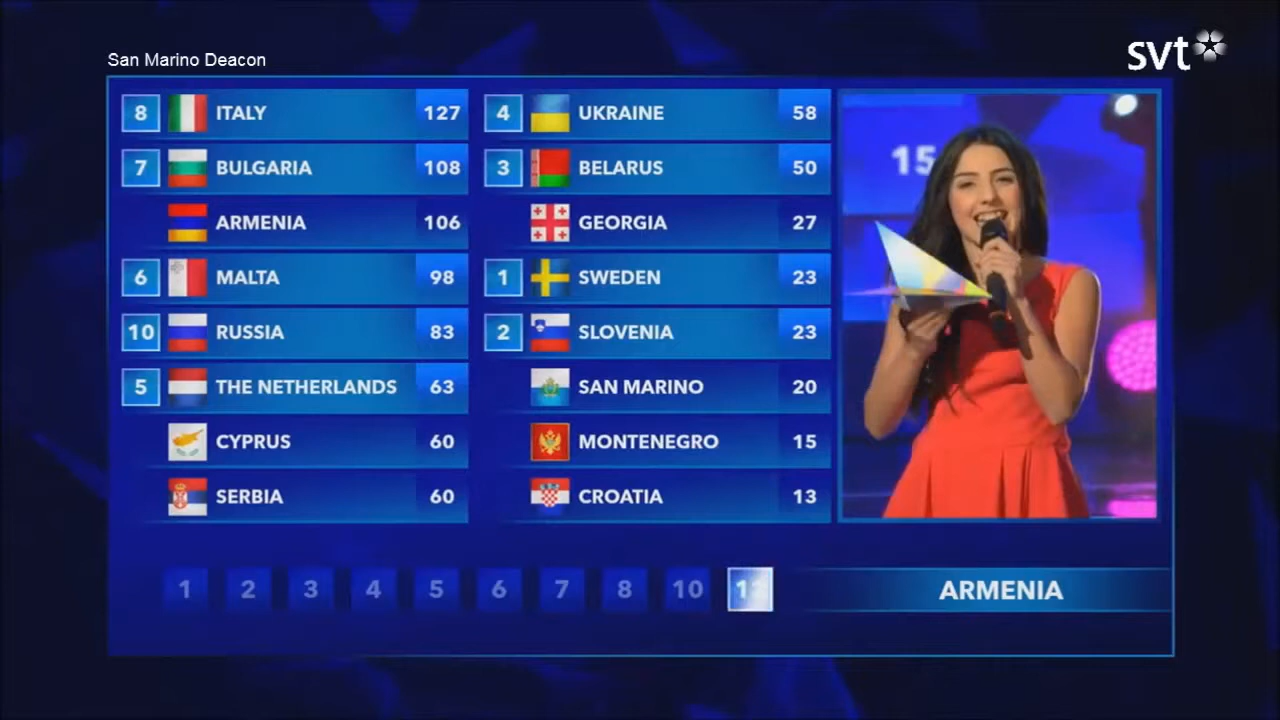 San Marino Deacon
svt
8 ITALY 127
7 BULGARIA 108
ARMENIA 106
6 MALTA 98
10 RUSSIA 83
5 THE NETHERLANDS 63
CYPRUS 60
SERBIA 60
4 UKRAINE 58
3 BELARUS 50
GEORGIA 27
1 SWEDEN 23
2 SLOVENIA 23
SAN MARINO 20
MONTENEGRO 15
CROATIA 13
15
1 2 3 4 5 6 7 8 10
ARMENIA